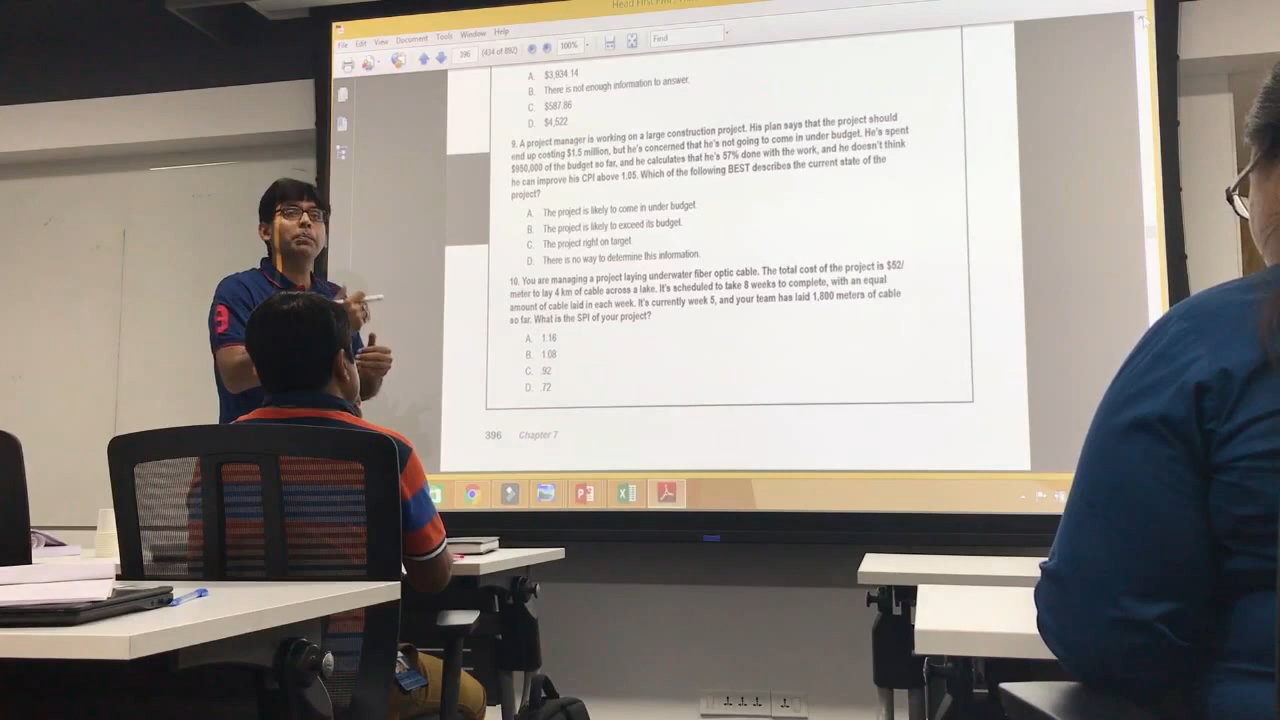 Head First
File Edit View Document Tools Window Help
396 (434 of 892) 100% Find
A. $3,934.14
B. There is not enough information to answer.
C. $587.86
D. $4,522
9. A project manager is working on a large construction project. His plan says that the project should
end up costing $1.5 million, but he's concerned that he's not going to come in under budget. He's spent
$950,000 of the budget so far, and he calculates that he's 57% done with the work, and he doesn't think
he can improve his CPI above 1.05. Which of the following BEST describes the current state of the
project?
A. The project is likely to come in under budget.
B. The project is likely to exceed its budget.
C. The project right on target.
D. There is no way to determine this information.
10. You are managing a project laying underwater fiber optic cable. The total cost of the project is $52/
meter to lay 4 km of cable across a lake. It's scheduled to take 8 weeks to complete, with an equal
amount of cable laid in each week. It's currently week 5, and your team has laid 1,800 meters of cable
so far. What is the SPI of your project?
A. 1.16
B. 1.08
C. .92
D. .72
396 Chapter 7